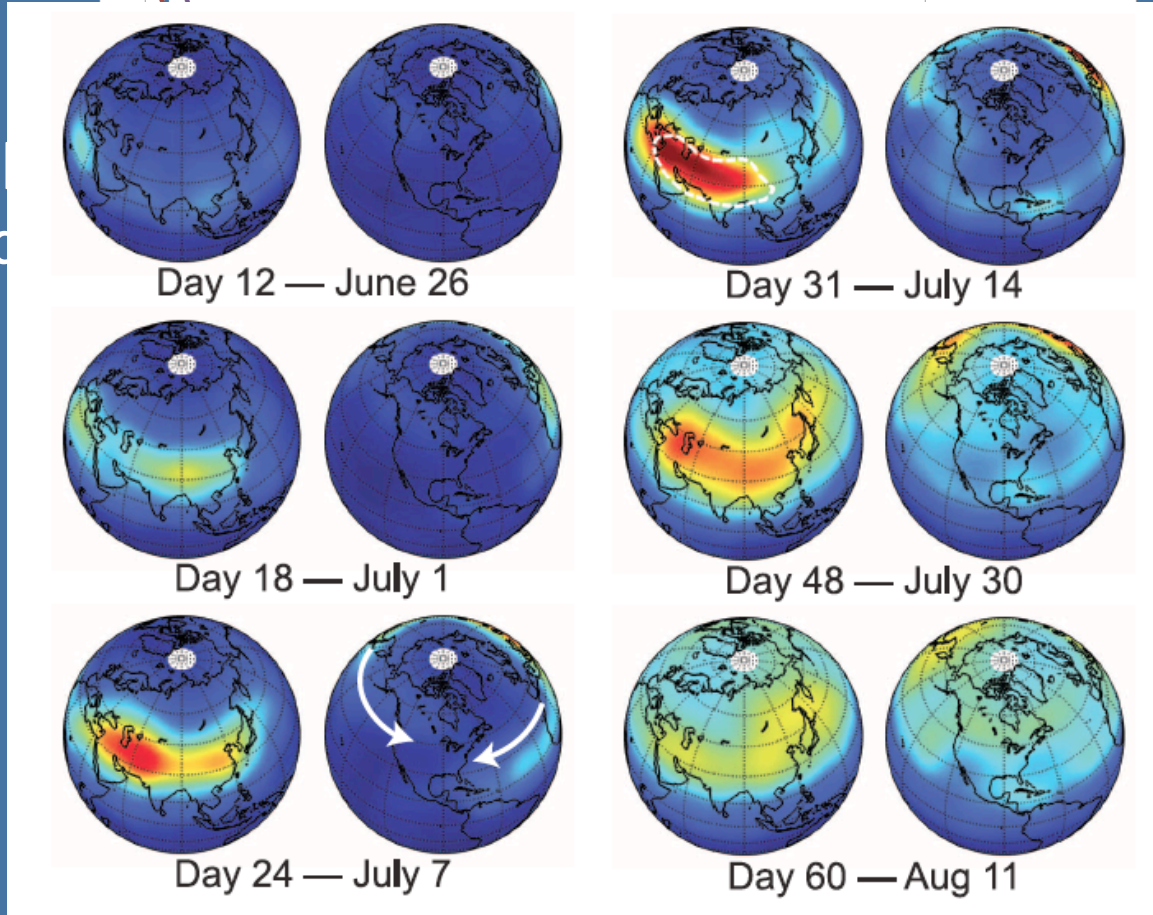 Day 12 — June 26
Day 18 — July 1
Day 24 — July 7
Day 31 — July 14
Day 48 — July 30
Day 60 — Aug 11